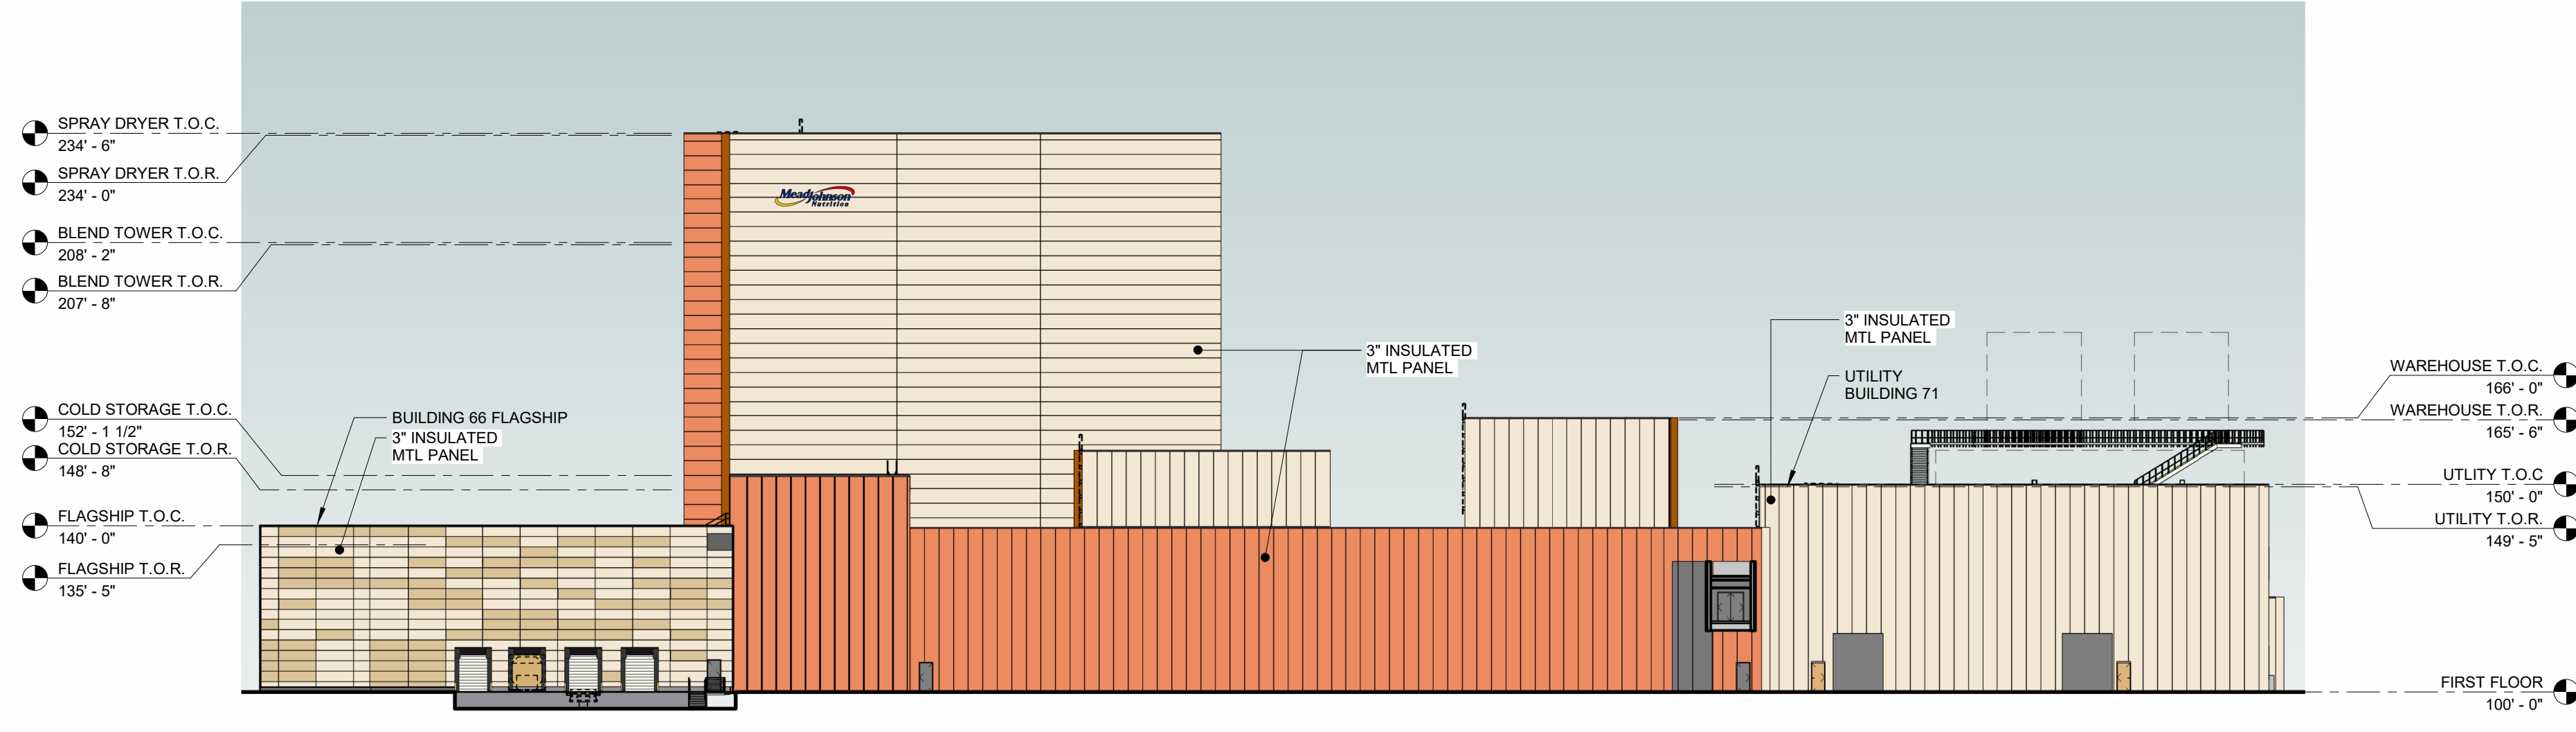 SPRAY DRYER T.O.C.
234' - 6"
SPRAY DRYER T.O.R.
234' - 0"
BLEND TOWER T.O.C.
208' - 2"
BLEND TOWER T.O.R.
207' - 8"
COLD STORAGE T.O.C.
152' - 1 1/2"
COLD STORAGE T.O.R.
148' - 8"
FLAGSHIP T.O.C.
140' - 0"
FLAGSHIP T.O.R.
135' - 5"
BUILDING 66 FLAGSHIP
3" INSULATED
MTL PANEL
MeadJohnson
Nutrition
3" INSULATED
MTL PANEL
3" INSULATED
MTL PANEL
UTILITY
BUILDING 71
WAREHOUSE T.O.C.
166' - 0"
WAREHOUSE T.O.R.
165' - 6"
UTLITY T.O.C
150' - 0"
UTILITY T.O.R.
149' - 5"
FIRST FLOOR
100' - 0"